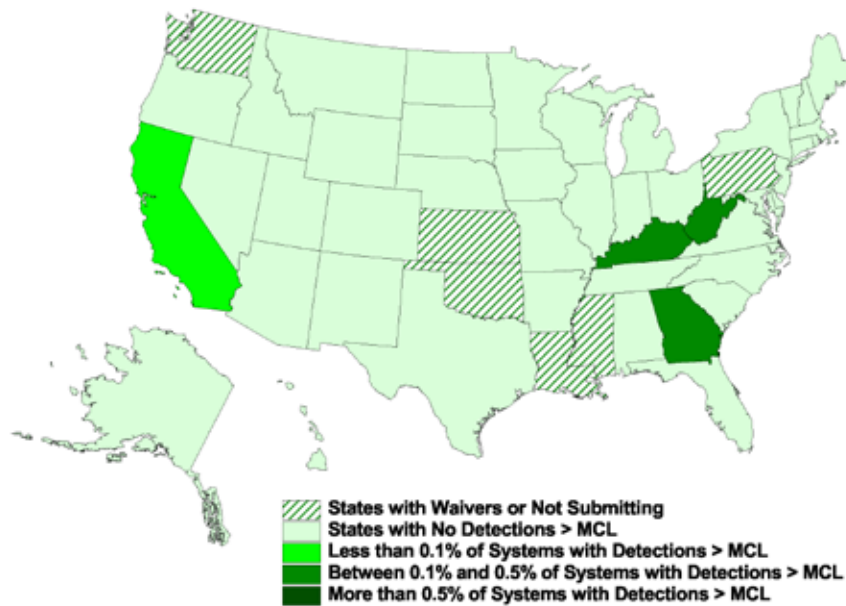 States with Waivers or Not Submitting
States with No Detections > MCL
Less than 0.1% of Systems with Detections > MCL
Between 0.1% and 0.5% of Systems with Detections > MCL
More than 0.5% of Systems with Detections > MCL